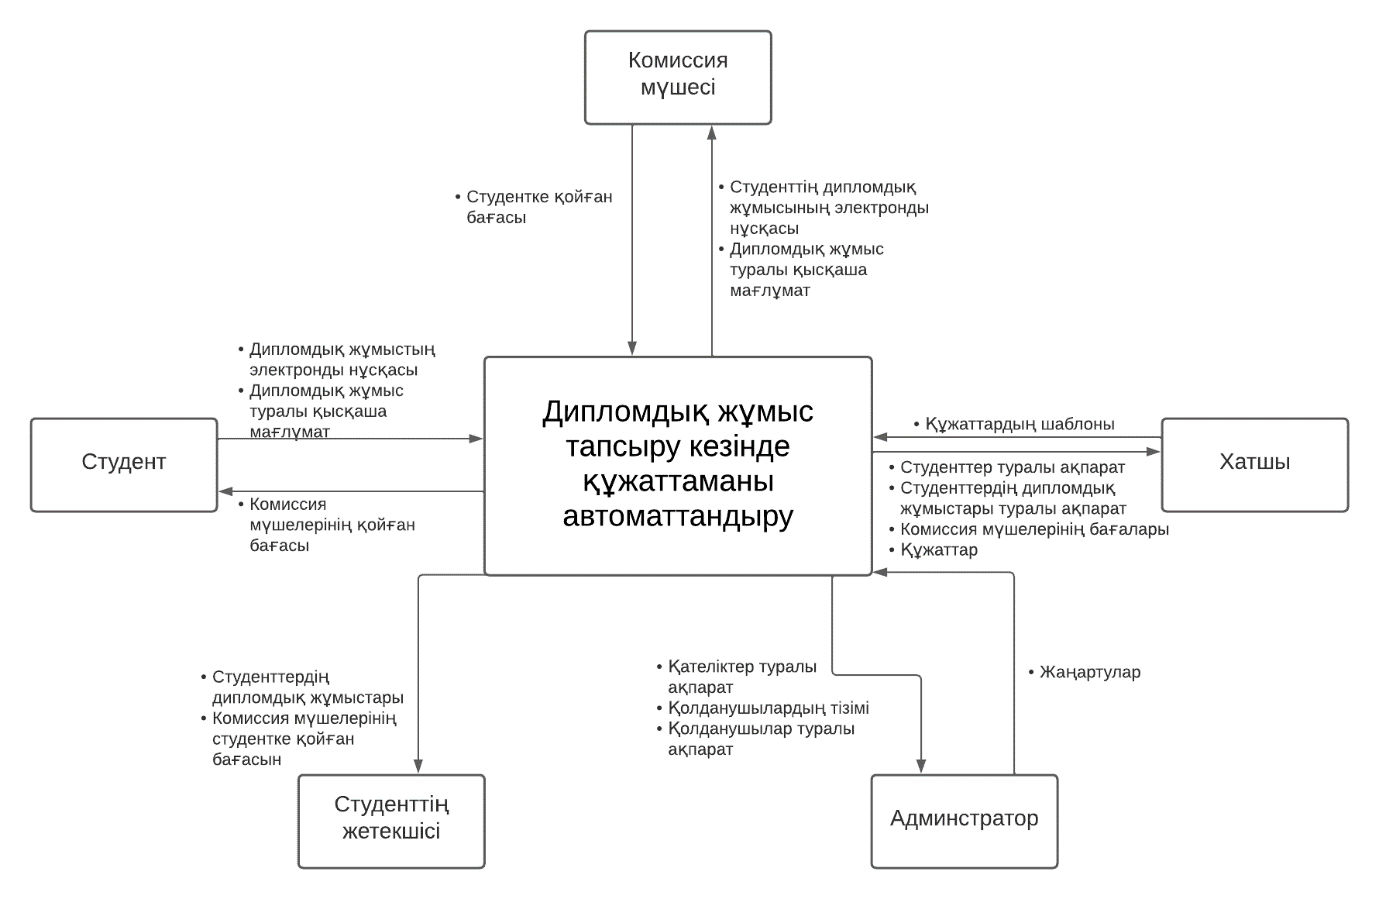 Комиссия
мүшесі
• Студентке қойған
бағасы
• Студенттің дипломдық
жұмысының электронды
нұсқасы
• Дипломдық жұмыс
туралы қысқаша
мағлұмат
• Дипломдық жұмыстың
электронды нұсқасы
• Дипломдық жұмыс
туралы қысқаша
мағлұмат
Студент
• Комиссия
мүшелерінің қойған
бағасы
Дипломдық жұмыс
тапсыру кезінде
құжаттаманы
автоматтандыру
• Құжаттардың шаблоны
• Студенттер туралы ақпарат
• Студенттердің дипломдық
жұмыстары туралы ақпарат
• Комиссия мүшелерінің бағалары
• Құжаттар
Хатшы
• Студенттердің
дипломдық жұмыстары
• Комиссия мүшелерінің
студентке қойған
бағасын
Студенттің
жетекшісі
• Қателіктер туралы
ақпарат
• Қолданушылардың тізімі
• Қолданушылар туралы
ақпарат
• Жаңартулар
Админстратор